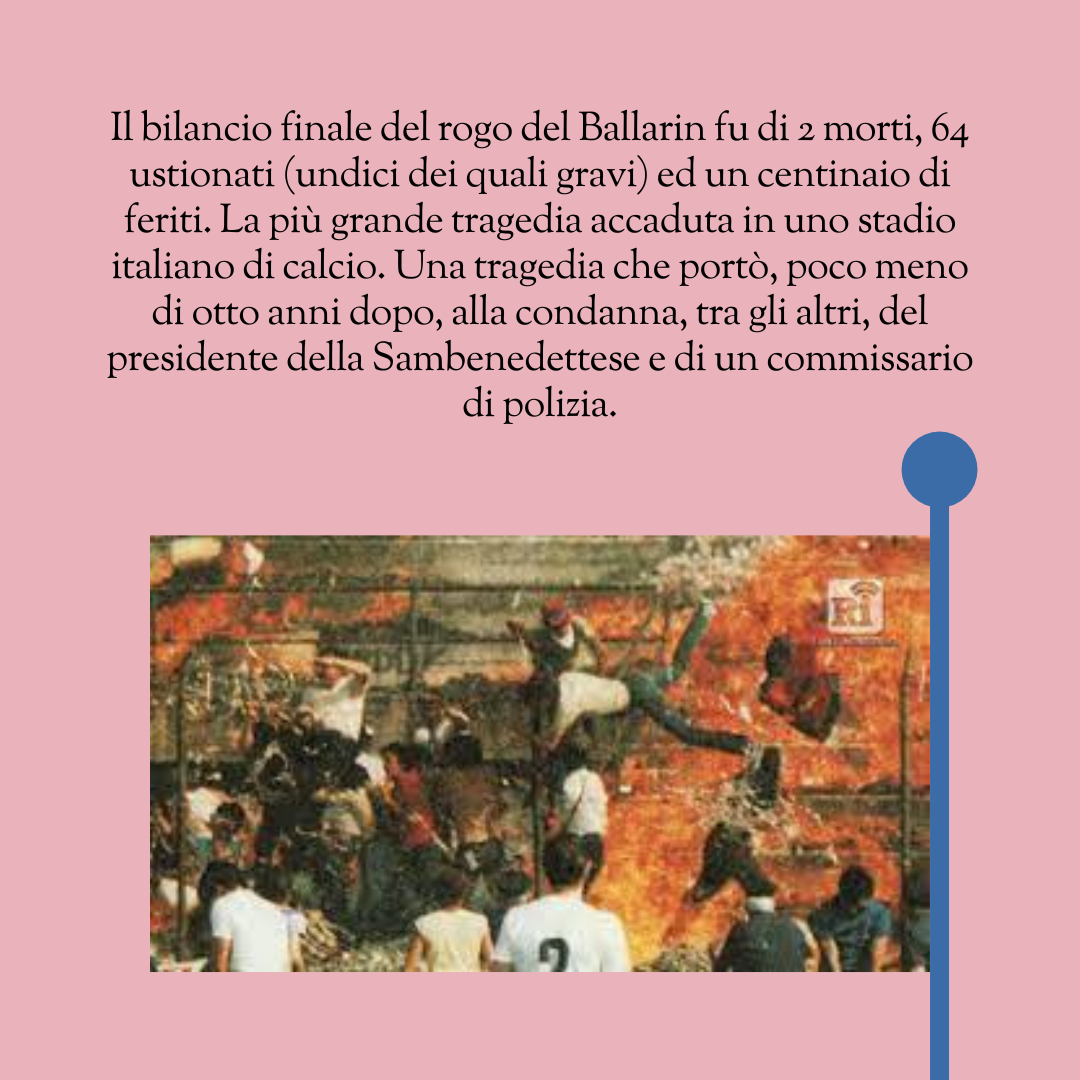 Il bilancio finale del rogo del Ballarin fu di 2 morti, 64
ustionati (undici dei quali gravi) ed un centinaio di
feriti. La più grande tragedia accaduta in uno stadio
italiano di calcio. Una tragedia che portò, poco meno
di otto anni dopo, alla condanna, tra gli altri, del
presidente della Sambenedettese e di un commissario
di polizia.
Ri
2